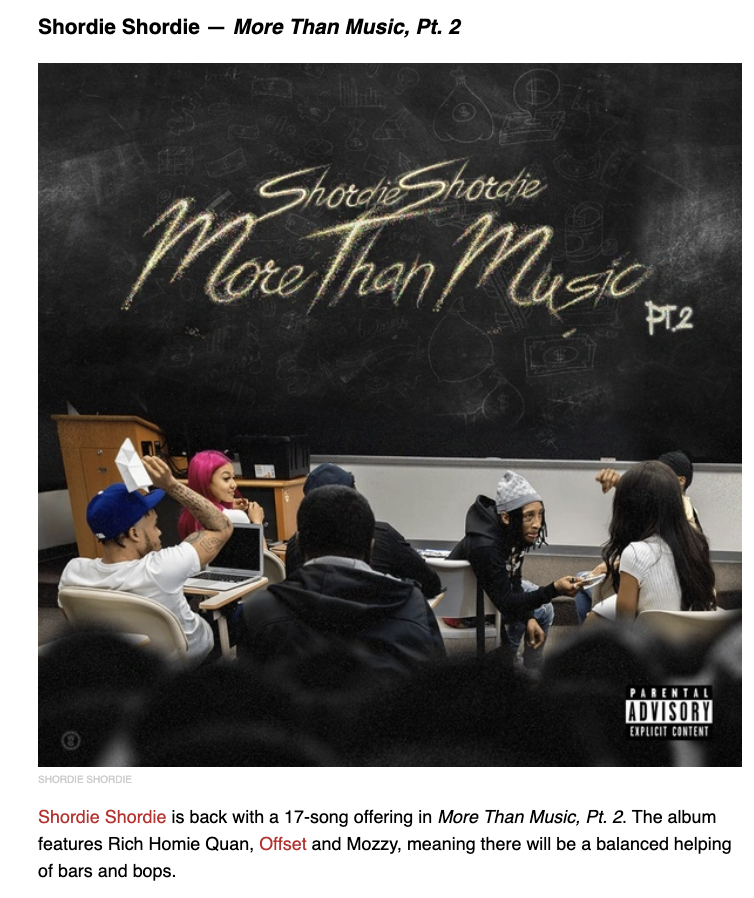 Shordie Shordie — More Than Music, Pt. 2
Shordie Shordie
More Than Music
PT.2
PARENTAL
ADVISORY
EXPLICIT CONTENT
SHORDIE SHORDIE
Shordie Shordie is back with a 17-song offering in More Than Music, Pt. 2. The album
features Rich Homie Quan, Offset and Mozzy, meaning there will be a balanced helping
of bars and bops.